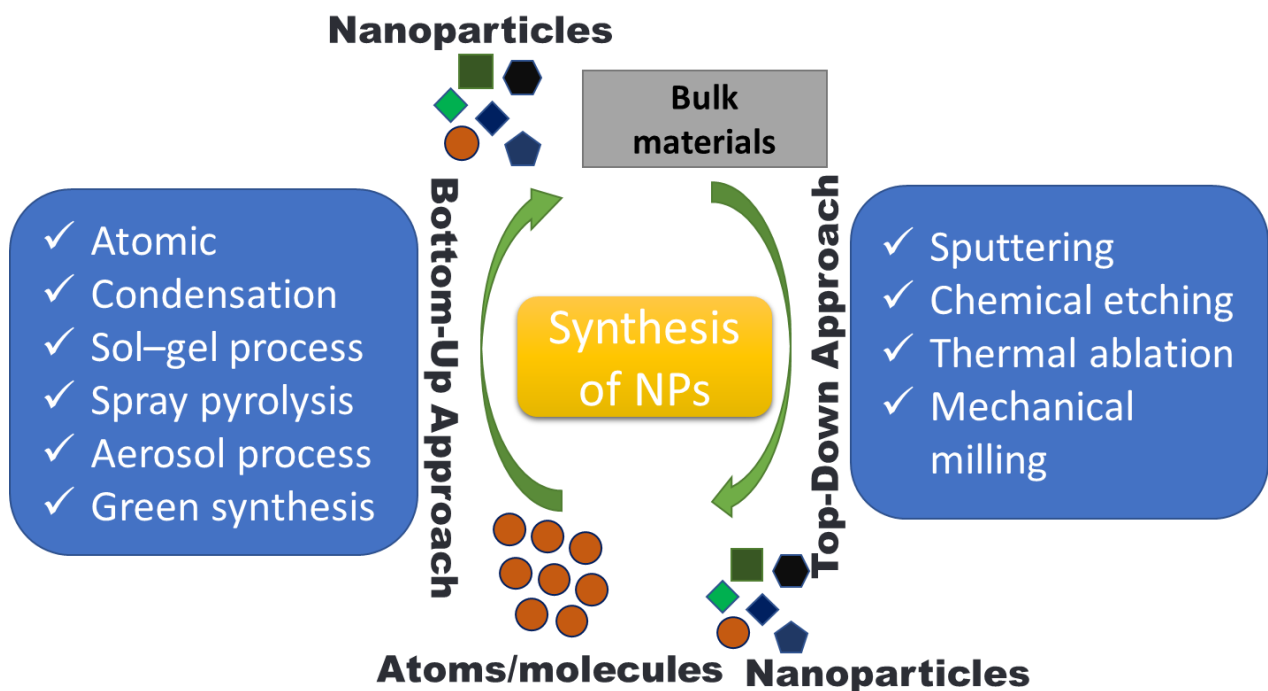 Nanoparticles
Bulk
materials
Bottom-Up Approach
✓ Atomic
✓ Condensation
✓ Sol–gel process
✓ Spray pyrolysis
✓ Aerosol process
✓ Green synthesis
Synthesis
of NPs
Top-Down Approach
✓ Sputtering
✓ Chemical etching
✓ Thermal ablation
✓ Mechanical
milling
Atoms/molecules
Nanoparticles